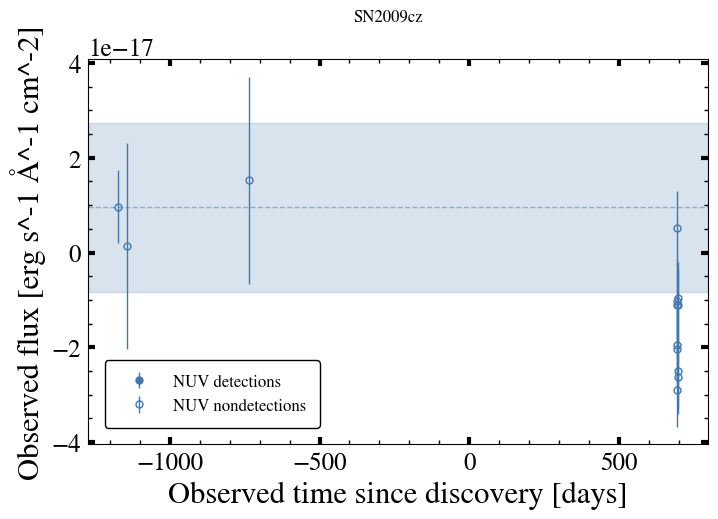 SN2009cz
1e−17
Observed flux [erg s^-1 Å^-1 cm^-2]
4
2
0
−2
−4
NUV detections
NUV nondetections
−1000
−500
0
500
Observed time since discovery [days]